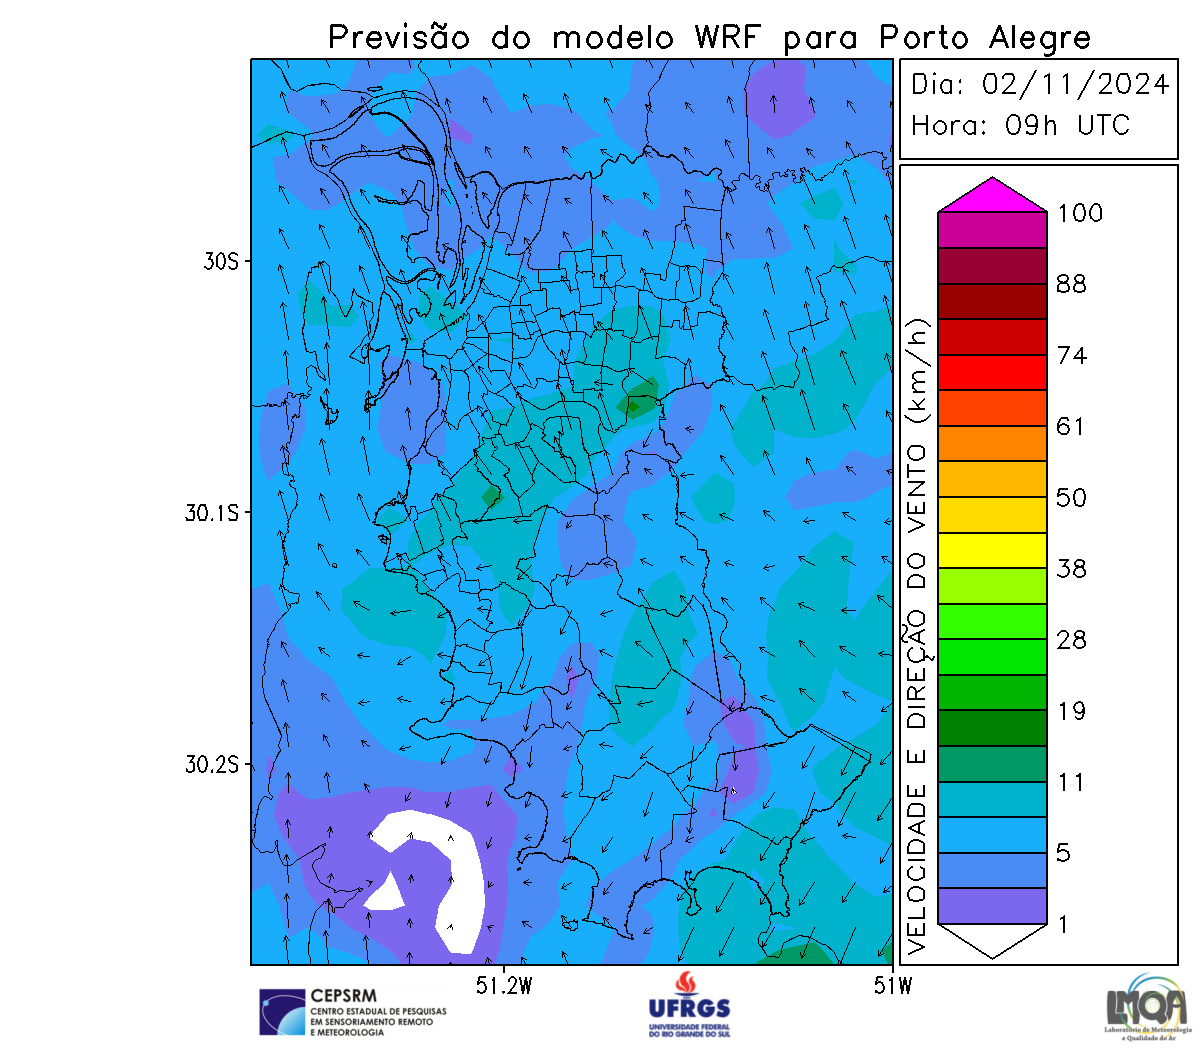 Previsão do modelo WRF para Porto Alegre
Dia: 02/11/2024
Hora: 09h UTC
100
88
74
61
50
38
28
19
11
5
1
VELOCIDADE E DIREÇÃO DO VENTO (km/h)
30S
30.1S
30.2S
51.2W
51W
CEPSRM
CENTRO ESTADUAL DE PESQUISAS
EM SENSORIAMENTO REMOTO
E METEOROLOGIA
UFRGS
UNIVERSIDADE FEDERAL
DO RIO GRANDE DO SUL
LMQA
Laboratório de Meteorologia
e Qualidade do Ar